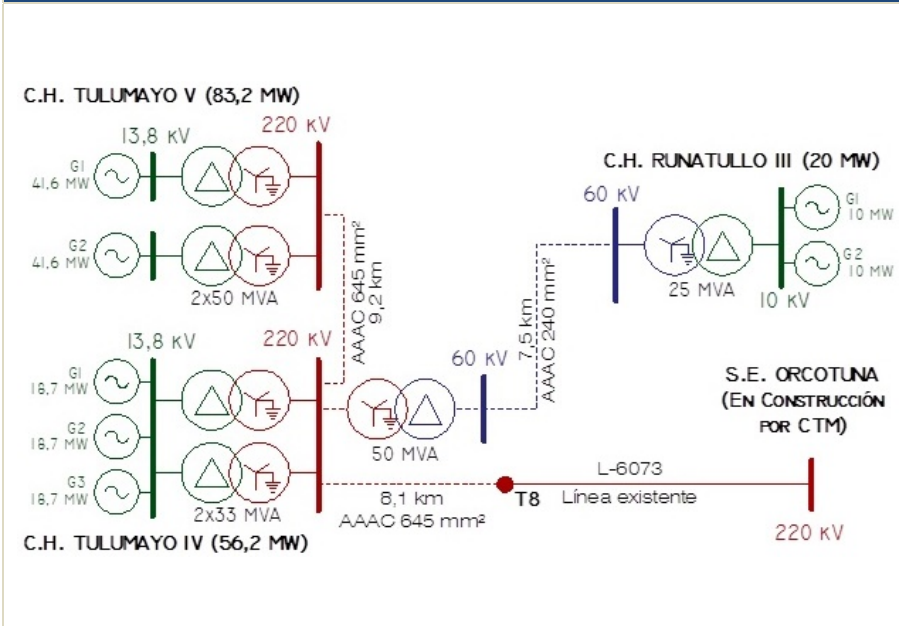 C.H. TULUMAYO V (83,2 MW)
13,8 KV
220 KV
G1
41,6 MW
G2
41,6 MW
2x50 MVA
AAAC 645 mm²
9,2 km
C.H. RUNATULLO III (20 MW)
60 KV
G1
10 MW
G2
10 MW
25 MVA
10 KV
7,5 km
AAAC 240 mm²
13,8 KV
220 KV
60 KV
G1
18,7 MW
G2
18,7 MW
G3
18,7 MW
2x33 MVA
50 MVA
C.H. TULUMAYO IV (56,2 MW)
8,1 km
AAAC 645 mm²
T8
L-6073
Línea existente
S.E. ORCOTUNA
(EN CONSTRUCCIÓN
POR CTM)
220 KV